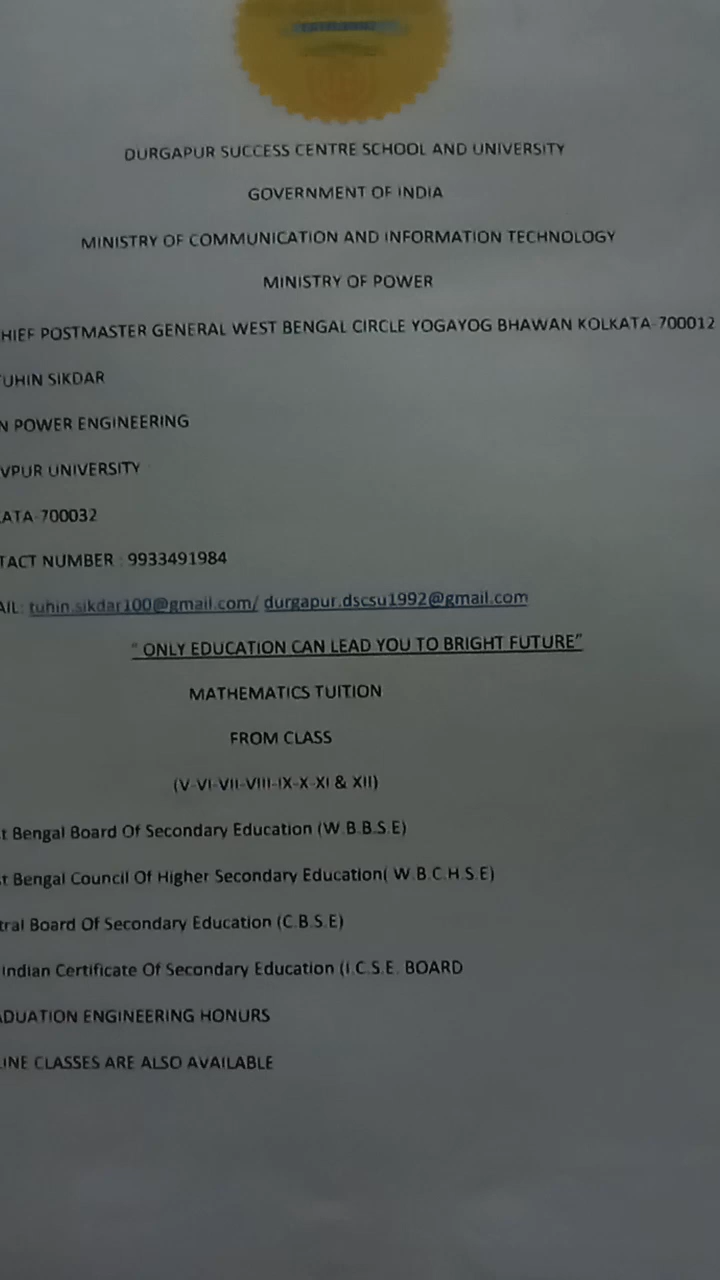 DURGAPUR SUCCESS CENTRE SCHOOL AND UNIVERSITY
GOVERNMENT OF INDIA
MINISTRY OF COMMUNICATION AND INFORMATION TECHNOLOGY
MINISTRY OF POWER
HIEF POSTMASTER GENERAL WEST BENGAL CIRCLE YOGAYOG BHAWAN KOLKATA-700012
TUHIN SIKDAR
N POWER ENGINEERING
VPUR UNIVERSITY
ATA-700032
TACT NUMBER : 9933491984
AIL: tuhin.sikdar100@gmail.com/ durgapur.dscsu1992@gmail.com
" ONLY EDUCATION CAN LEAD YOU TO BRIGHT FUTURE"
MATHEMATICS TUITION
FROM CLASS
(V-VI-VII-VIII-IX-X-XI & XII)
t Bengal Board Of Secondary Education (W.B.B.S.E)
t Bengal Council Of Higher Secondary Education( W.B.C.H.S.E)
tral Board Of Secondary Education (C.B.S.E)
Indian Certificate Of Secondary Education (I.C.S.E. BOARD
ADUATION ENGINEERING HONURS
LINE CLASSES ARE ALSO AVAILABLE